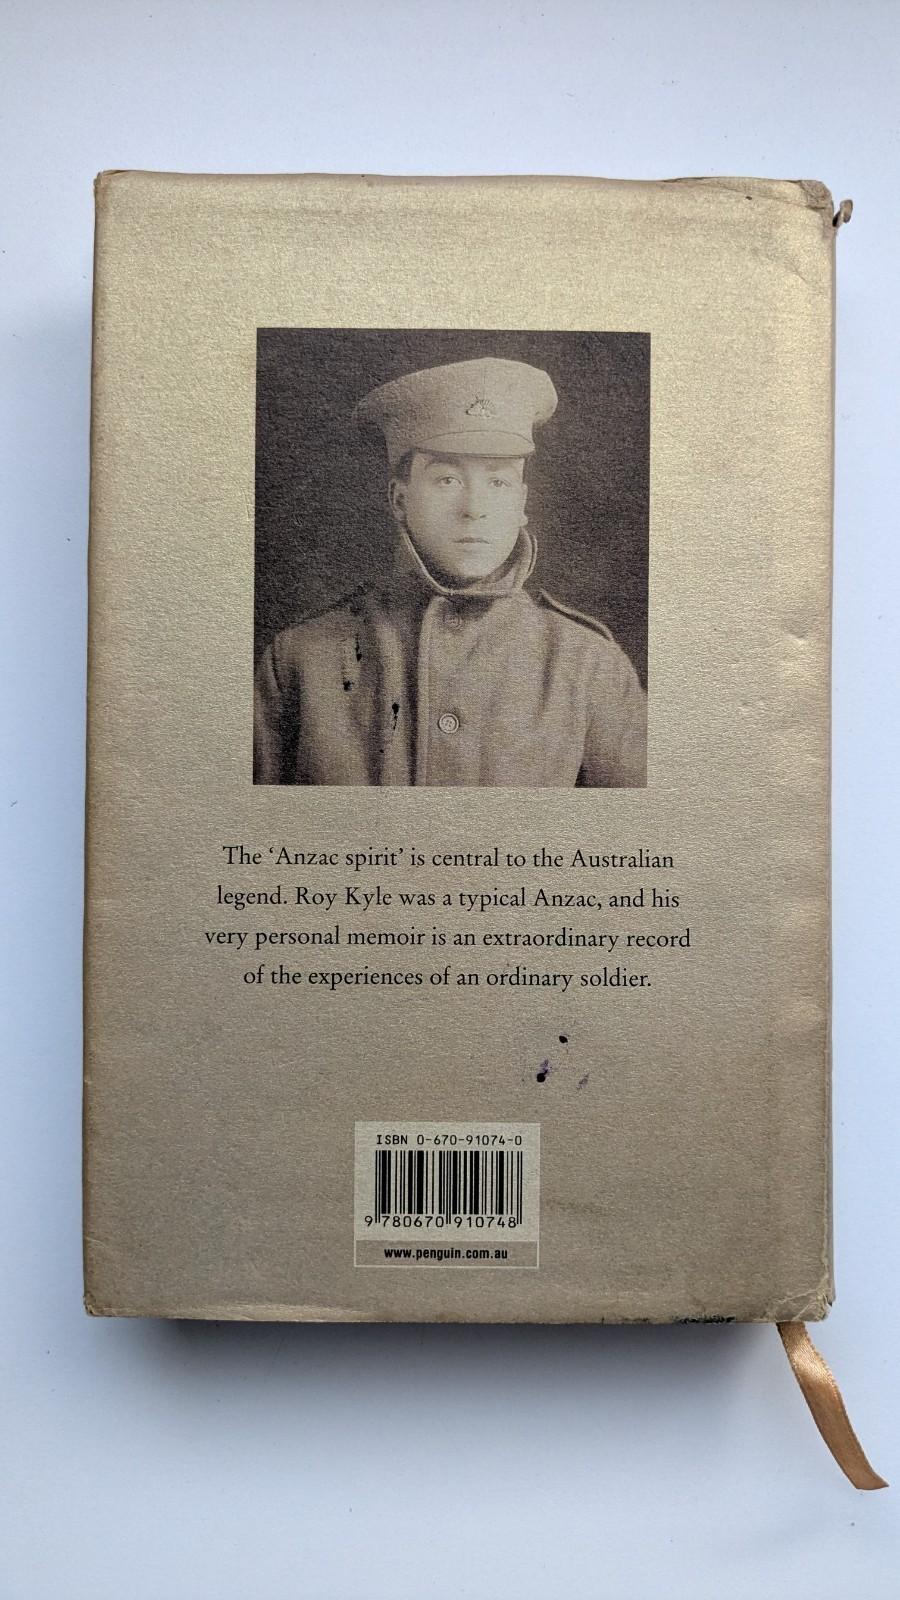 The ‘Anzac spirit’ is central to the Australian
legend. Roy Kyle was a typical Anzac, and his
very personal memoir is an extraordinary record
of the experiences of an ordinary soldier.
ISBN 0-670-91074-0
9 780670 910748
www.penguin.com.au